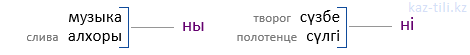 kaz-tili.kz
музыка
слива алхоры
ны
творог сүзбе
полотенце сүлгі
ні